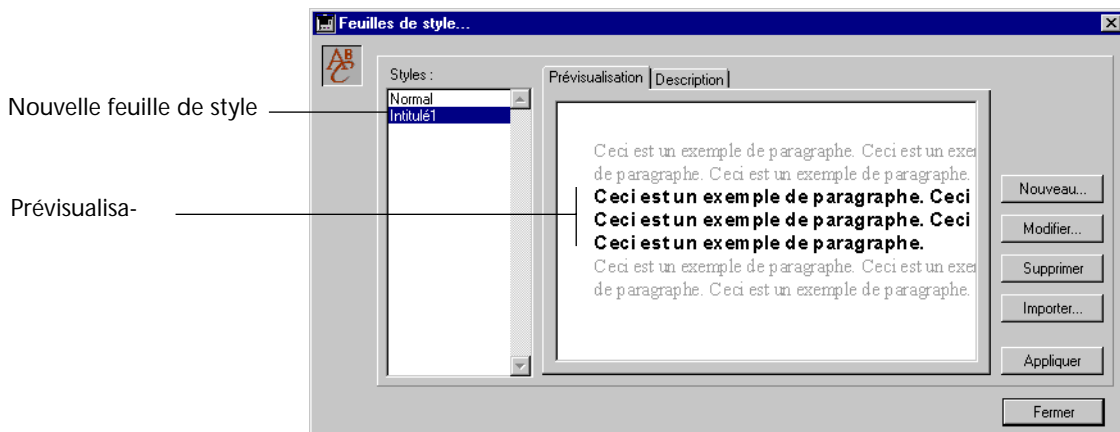 Feuilles de style...
ABC
Styles :
Prévisualisation
Description
Nouvelle feuille de style
Normal
Intitulé1
Prévisualisa-
Ceci est un exemple de paragraphe. Ceci est un exer
de paragraphe. Ceci est un exemple de paragraphe.
Ceci est un exemple de paragraphe. Ceci
Ceci est un exemple de paragraphe. Ceci
Ceci est un exemple de paragraphe.
Ceci est un exemple de paragraphe. Ceci est un exer
de paragraphe. Ceci est un exemple de paragraphe.
Nouveau...
Modifier...
Supprimer
Importer...
Appliquer
Fermer